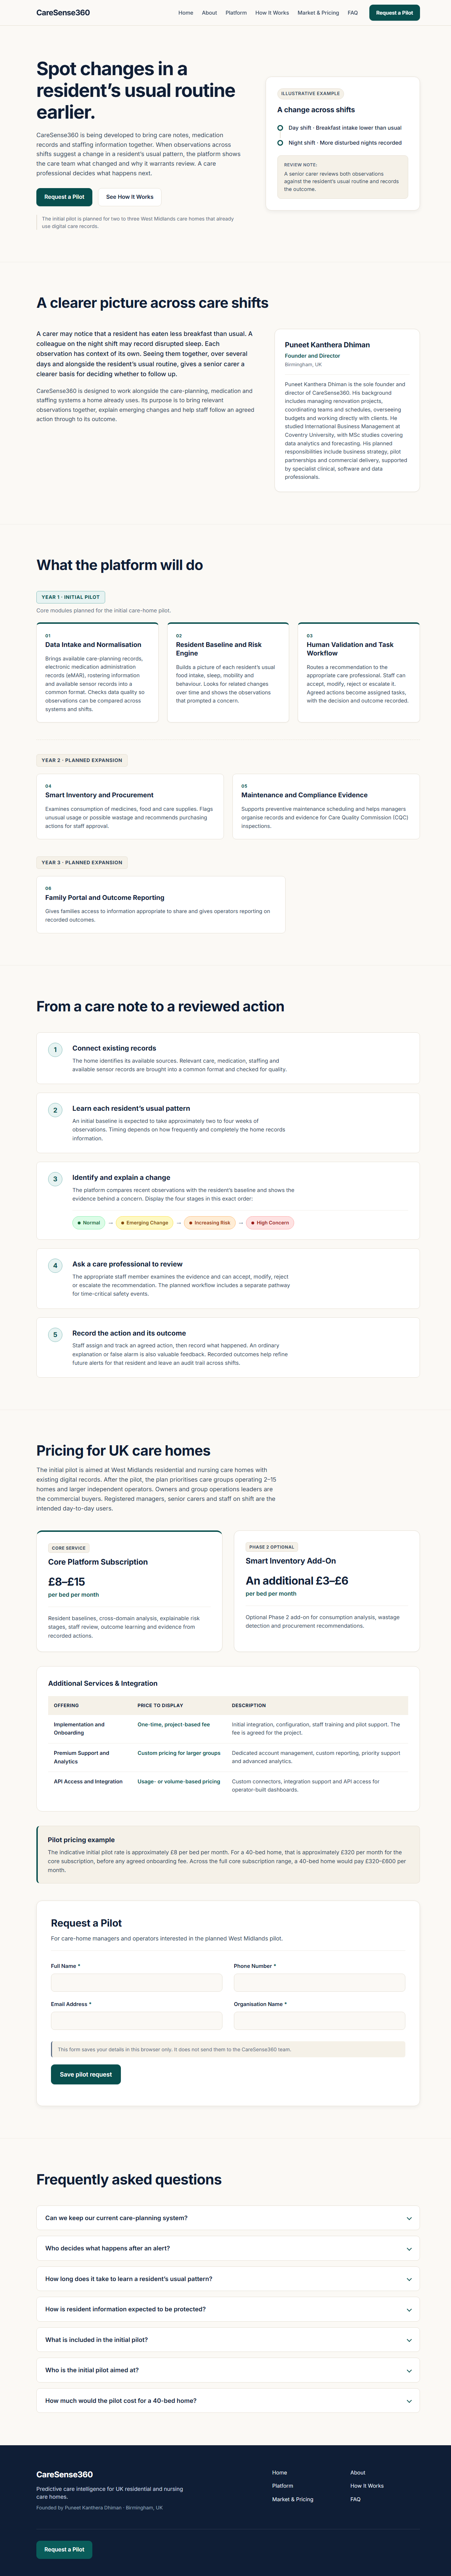 CareSense360
Home
About
Platform
How It Works
Market & Pricing
FAQ
Request a Pilot
Spot changes in a
resident's usual routine
earlier.
CareSense360 is being developed to bring care notes, medication
records and staffing information together. When observations across
shifts suggest a change in a resident's usual pattern, the platform shows
the care team what changed and why it warrants review. A care
professional decides what happens next.
Request a Pilot
See How It Works
The initial pilot is planned for two to three West Midlands care homes that already
use digital care records.
ILLUSTRATIVE EXAMPLE
A change across shifts
Day shift · Breakfast intake lower than usual
Night shift · More disturbed nights recorded
REVIEW NOTE:
A senior carer reviews both observations
against the resident's usual routine and records
the outcome.
A clearer picture across care shifts
A carer may notice that a resident has eaten less breakfast than usual. A
colleague on the night shift may record disrupted sleep. Each
observation has context of its own. Seeing them together, over several
days and alongside the resident's usual routine, gives a senior carer a
clearer basis for deciding whether to follow up.
CareSense360 is designed to work alongside the care-planning, medication and
staffing systems a home already uses. Its purpose is to bring relevant
observations together, explain emerging changes and help staff follow an agreed
action through to its outcome.
Puneet Kanthera Dhiman
Founder and Director
Birmingham, UK
Puneet Kanthera Dhiman is the sole founder and
director of CareSense360. His background
includes managing renovation projects,
coordinating teams and schedules, overseeing
budgets and working directly with clients. He
studied International Business Management at
Coventry University, with MSc studies covering
data analytics and forecasting. His planned
responsibilities include business strategy, pilot
partnerships and commercial delivery, supported
by specialist clinical, software and data
professionals.
What the platform will do
YEAR 1 · INITIAL PILOT
Core modules planned for the initial care-home pilot.
01
Data Intake and Normalisation
Brings available care-planning records,
electronic medication administration
records (eMAR), rostering information
and available sensor records into a
common format. Checks data quality so
observations can be compared across
systems and shifts.
02
Resident Baseline and Risk
Engine
Builds a picture of each resident's usual
food intake, sleep, mobility and
behaviour. Looks for related changes
over time and shows the observations
that prompted a concern.
03
Human Validation and Task
Workflow
Routes a recommendation to the
appropriate care professional. Staff can
accept, modify, reject or escalate it.
Agreed actions become assigned tasks,
with the decision and outcome recorded.
YEAR 2 · PLANNED EXPANSION
04
Smart Inventory and Procurement
Examines consumption of medicines, food and care supplies. Flags
unusual usage or possible wastage and recommends purchasing
actions for staff approval.
05
Maintenance and Compliance Evidence
Supports preventive maintenance scheduling and helps managers
organise records and evidence for Care Quality Commission (CQC)
inspections.
YEAR 3 · PLANNED EXPANSION
06
Family Portal and Outcome Reporting
Gives families access to information appropriate to share and gives operators reporting on
recorded outcomes.
From a care note to a reviewed action
1
Connect existing records
The home identifies its available sources. Relevant care, medication, staffing and
available sensor records are brought into a common format and checked for quality.
2
Learn each resident's usual pattern
An initial baseline is expected to take approximately two to four weeks of
observations. Timing depends on how frequently and completely the home records
information.
3
Identify and explain a change
The platform compares recent observations with the resident's baseline and shows the
evidence behind a concern. Display the four stages in this exact order:
Normal → Emerging Change → Increasing Risk → High Concern
4
Ask a care professional to review
The appropriate staff member examines the evidence and can accept, modify, reject
or escalate the recommendation. The planned workflow includes a separate pathway
for time-critical safety events.
5
Record the action and its outcome
Staff assign and track an agreed action, then record what happened. An ordinary
explanation or false alarm is also valuable feedback. Recorded outcomes help refine
future alerts for that resident and leave an audit trail across shifts.
Pricing for UK care homes
The initial pilot is aimed at West Midlands residential and nursing care homes with
existing digital records. After the pilot, the plan prioritises care groups operating 2–15
homes and larger independent operators. Owners and group operations leaders are
the commercial buyers. Registered managers, senior carers and staff on shift are the
intended day-to-day users.
CORE SERVICE
Core Platform Subscription
£8–£15
per bed per month
Resident baselines, cross-domain analysis, explainable risk
stages, staff review, outcome learning and evidence from
recorded actions.
PHASE 2 OPTIONAL
Smart Inventory Add-On
An additional £3–£6
per bed per month
Optional Phase 2 add-on for consumption analysis, wastage
detection and procurement recommendations.
Additional Services & Integration
OFFERING
PRICE TO DISPLAY
DESCRIPTION
Implementation and
Onboarding
One-time, project-based fee
Initial integration, configuration, staff training and pilot support. The
fee is agreed for the project.
Premium Support and
Analytics
Custom pricing for larger groups
Dedicated account management, custom reporting, priority support
and advanced analytics.
API Access and Integration
Usage- or volume-based pricing
Custom connectors, integration support and API access for
operator-built dashboards.
Pilot pricing example
The indicative initial pilot rate is approximately £8 per bed per month. For a 40-bed home, that is approximately £320 per month for the
core subscription, before any agreed onboarding fee. Across the full core subscription range, a 40-bed home would pay £320–£600 per
month.
Request a Pilot
For care-home managers and operators interested in the planned West Midlands pilot.
Full Name *
Phone Number *
Email Address *
Organisation Name *
This form saves your details in this browser only. It does not send them to the CareSense360 team.
Save pilot request
Frequently asked questions
Can we keep our current care-planning system?
Who decides what happens after an alert?
How long does it take to learn a resident's usual pattern?
How is resident information expected to be protected?
What is included in the initial pilot?
Who is the initial pilot aimed at?
How much would the pilot cost for a 40-bed home?
CareSense360
Predictive care intelligence for UK residential and nursing
care homes.
Founded by Puneet Kanthera Dhiman · Birmingham, UK
Home
About
Platform
How It Works
Market & Pricing
FAQ
Request a Pilot